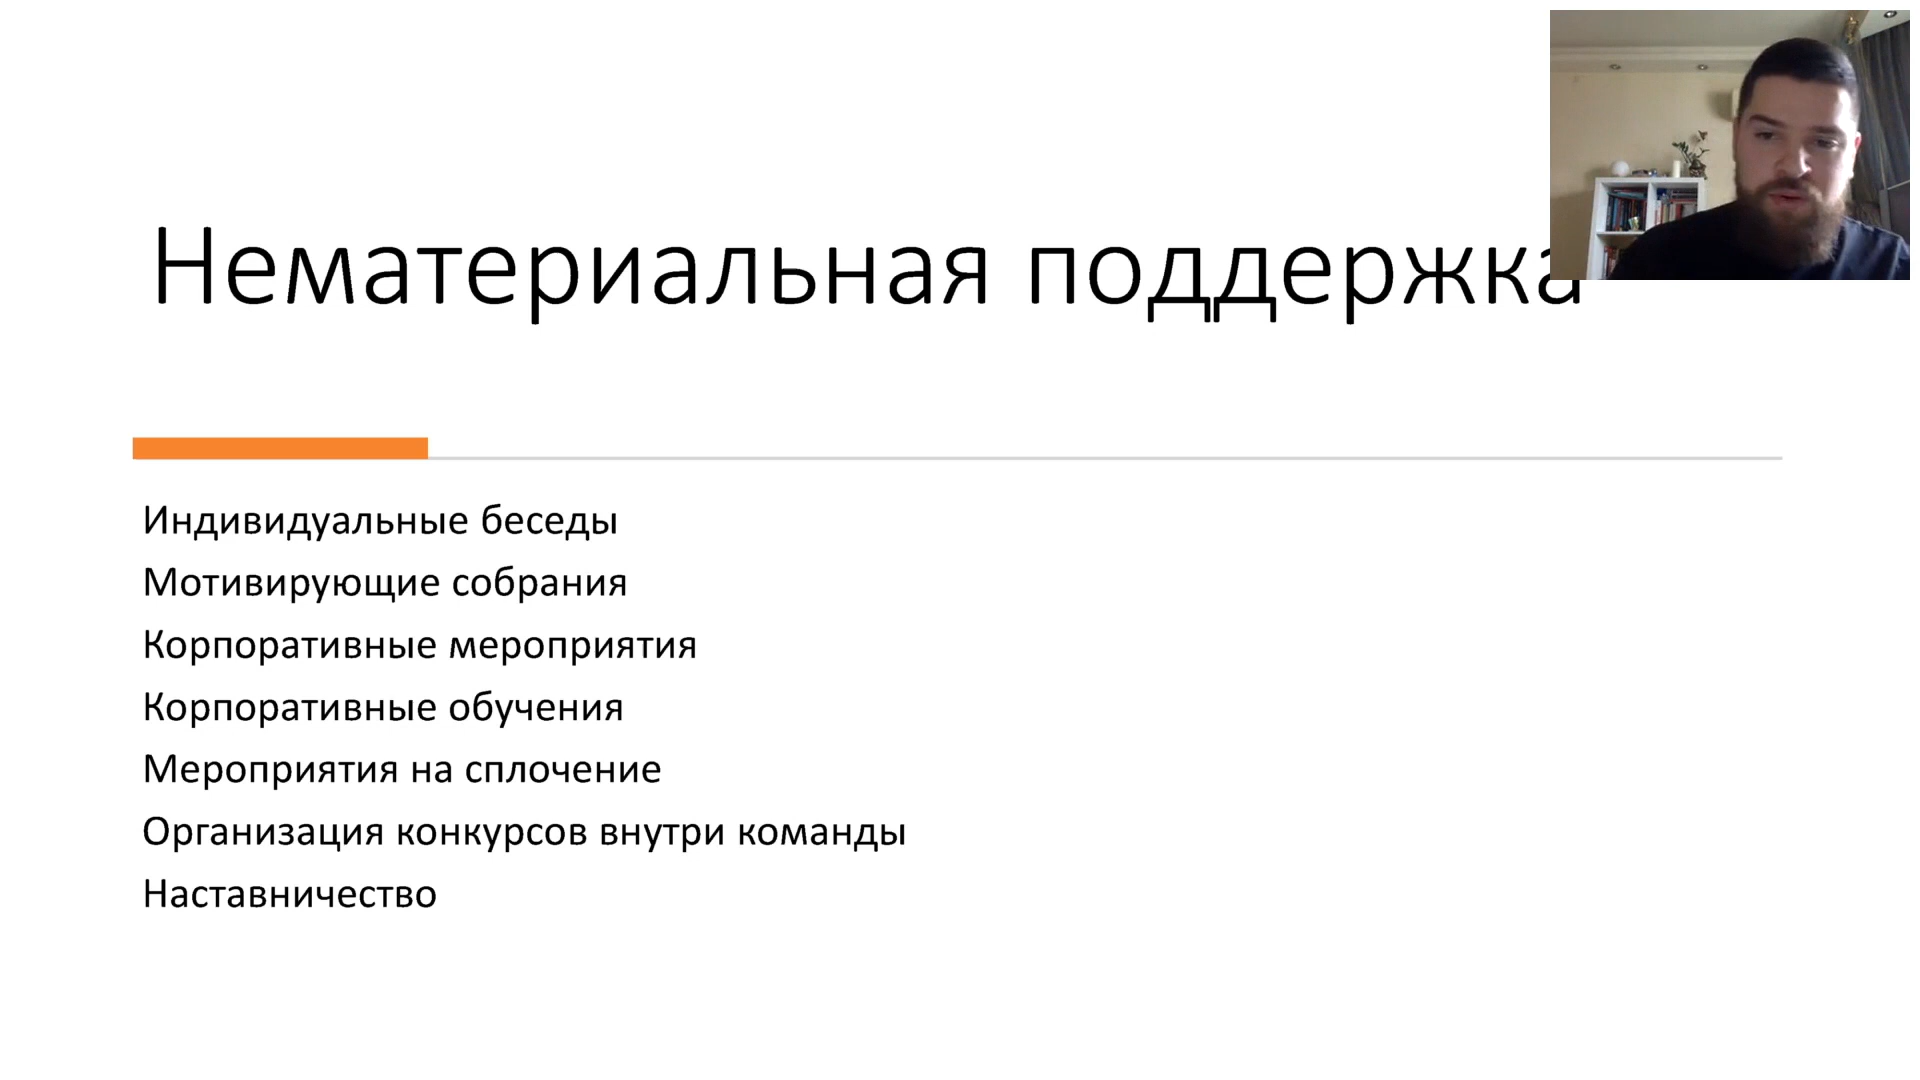 Нематериальная поддержка
Индивидуальные беседы
Мотивирующие собрания
Корпоративные мероприятия
Корпоративные обучения
Мероприятия на сплочение
Организация конкурсов внутри команды
Наставничество